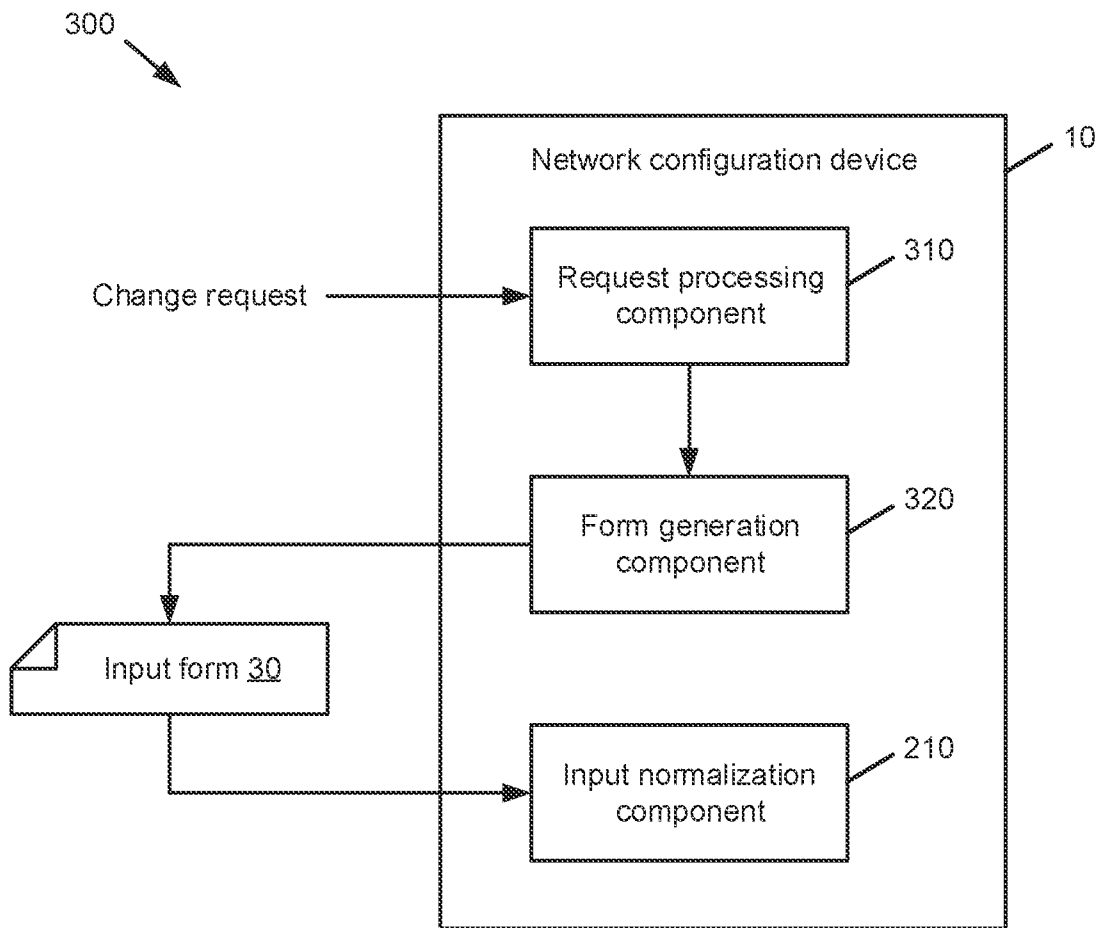 300
10
Network configuration device
310
Request processing
component
Change request
320
Form generation
component
Input form 30
210
Input normalization
component